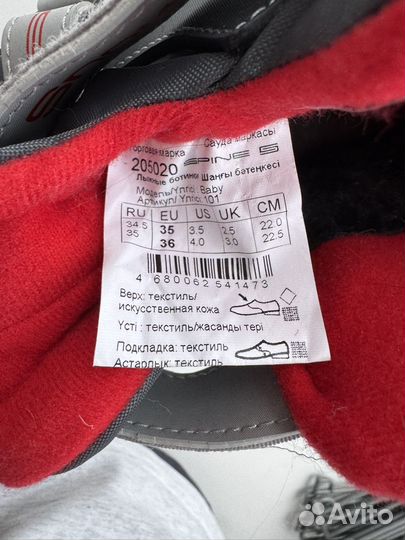 Торговая марка Сауда маркасы
205020 SPINE S
Лыжные ботинки Шаңғы бәтеңкесі
Модель/Үлгі: Baby
Артикул/ Үлгі: 101
RU EU US UK CM
34.5 35 3.5 2.5 22.0
35 36 4.0 3.0 22.5
4 680062 541473
Верх: текстиль/
искусственная кожа
Үсті : текстиль/жасанды тері
Подкладка: текстиль
Астарлық: текстиль
Avito